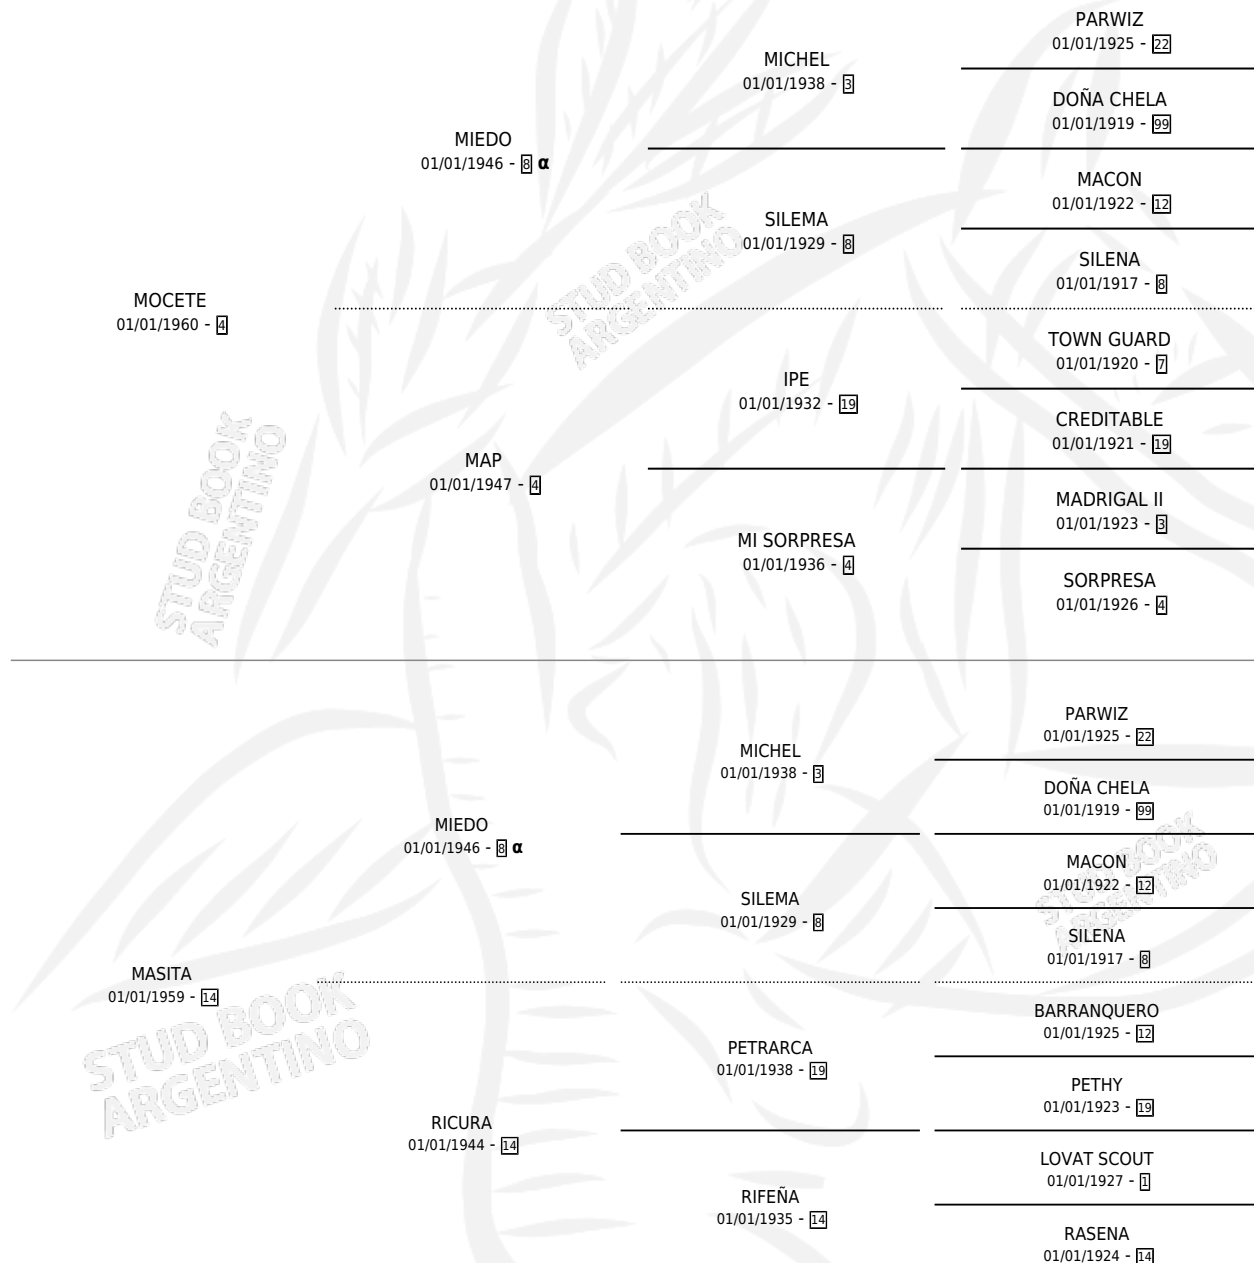 PARWIZ
01/01/1925 - 22
MICHEL
01/01/1938 - 3
DOÑA CHELA
01/01/1919 - 99
MIEDO
01/01/1946 - 8 α
MACON
01/01/1922 - 12
SILEMA
01/01/1929 - 8
SILENA
01/01/1917 - 8
MOCETE
01/01/1960 - 4
TOWN GUARD
01/01/1920 - 7
IPE
01/01/1932 - 19
CREDITABLE
01/01/1921 - 19
MAP
01/01/1947 - 4
MADRIGAL II
01/01/1923 - 3
MI SORPRESA
01/01/1936 - 4
SORPRESA
01/01/1926 - 4
STUD BOOK
ARGENTINO
STUD BOOK
ARGENTINO
PARWIZ
01/01/1925 - 22
MICHEL
01/01/1938 - 3
DOÑA CHELA
01/01/1919 - 99
MIEDO
01/01/1946 - 8 α
MACON
01/01/1922 - 12
SILEMA
01/01/1929 - 8
SILENA
01/01/1917 - 8
MASITA
01/01/1959 - 14
BARRANQUERO
01/01/1925 - 12
PETRARCA
01/01/1938 - 19
PETHY
01/01/1923 - 19
RICURA
01/01/1944 - 14
LOVAT SCOUT
01/01/1927 - 1
RIFEÑA
01/01/1935 - 14
RASENA
01/01/1924 - 14
STUD BOOK
ARGENTINO
STUD BOOK
ARGENTINO